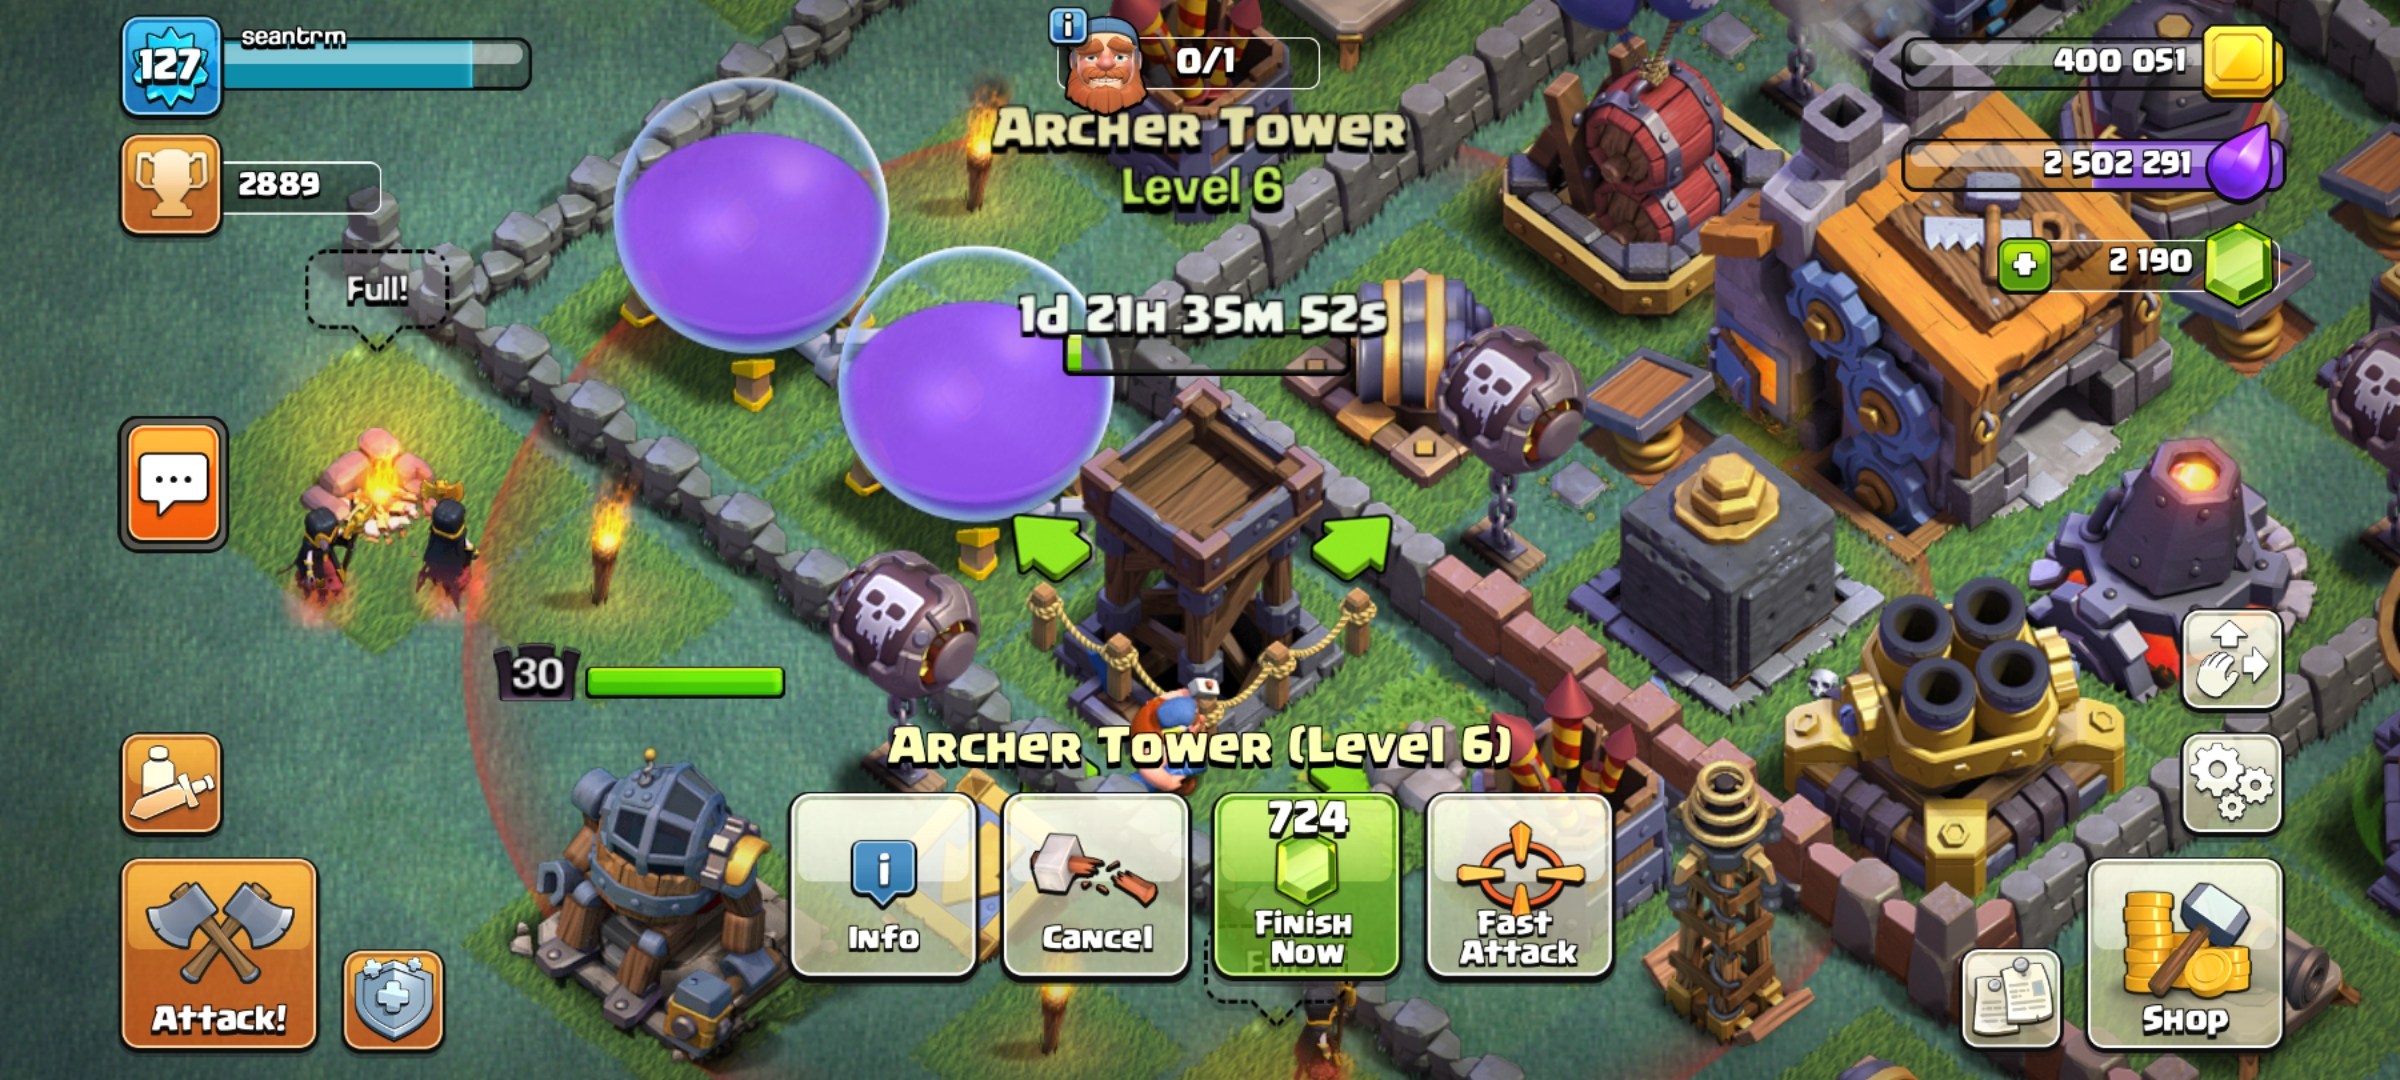 127
seantrm
0/1
400 051
Archer Tower
Level 6
2889
2 502 291
Full!
2 190
1d 21H 35M 52s
30
Archer Tower (Level 6)
Info
Cancel
724
Finish
Now
Fast
Attack
Attack!
Shop